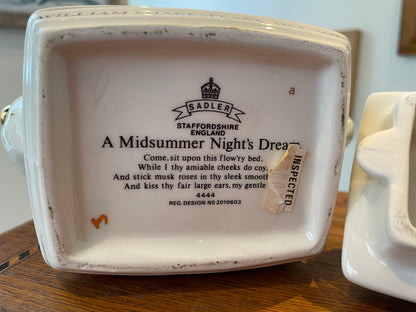 SADLER
STAFFORDSHIRE
ENGLAND
a
A Midsummer Night's Dream
Come, sit upon this flow'ry bed.
While I thy amiable cheeks do coy,
And stick musk roses in thy sleek smooth
And kiss thy fair large ears, my gentle
4444
REG. DESIGN Nº 2010603
INSPECTED